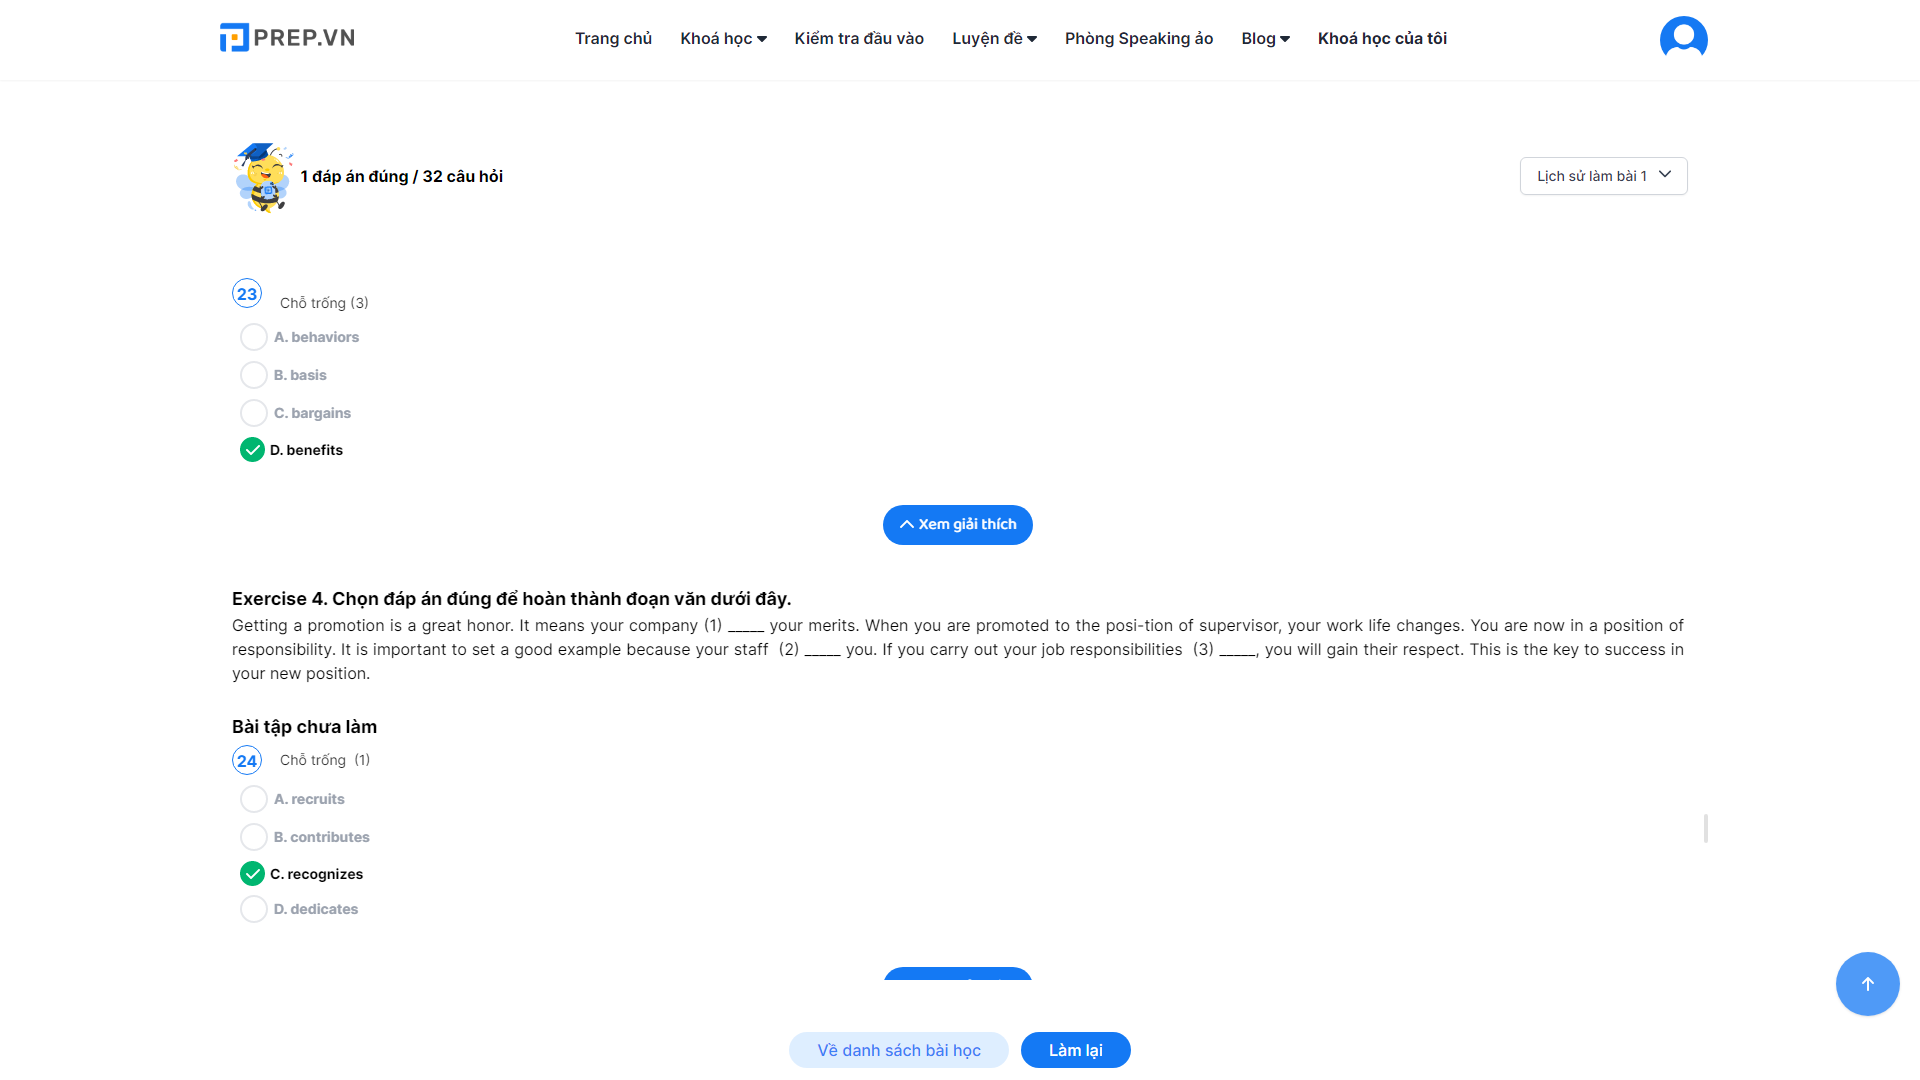 PREP.VN
Trang chủ Khoá học Kiểm tra đầu vào Luyện đề Phòng Speaking ảo Blog Khoá học của tôi
1 đáp án đúng / 32 câu hỏi
Lịch sử làm bài 1
23 Chỗ trống (3)
A. behaviors
B. basis
C. bargains
D. benefits
Xem giải thích
Exercise 4. Chọn đáp án đúng để hoàn thành đoạn văn dưới đây.
Getting a promotion is a great honor. It means your company (1) _____ your merits. When you are promoted to the posi-tion of supervisor, your work life changes. You are now in a position of
responsibility. It is important to set a good example because your staff (2) _____ you. If you carry out your job responsibilities (3) _____, you will gain their respect. This is the key to success in
your new position.
Bài tập chưa làm
24 Chỗ trống (1)
A. recruits
B. contributes
C. recognizes
D. dedicates
Về danh sách bài học Làm lại